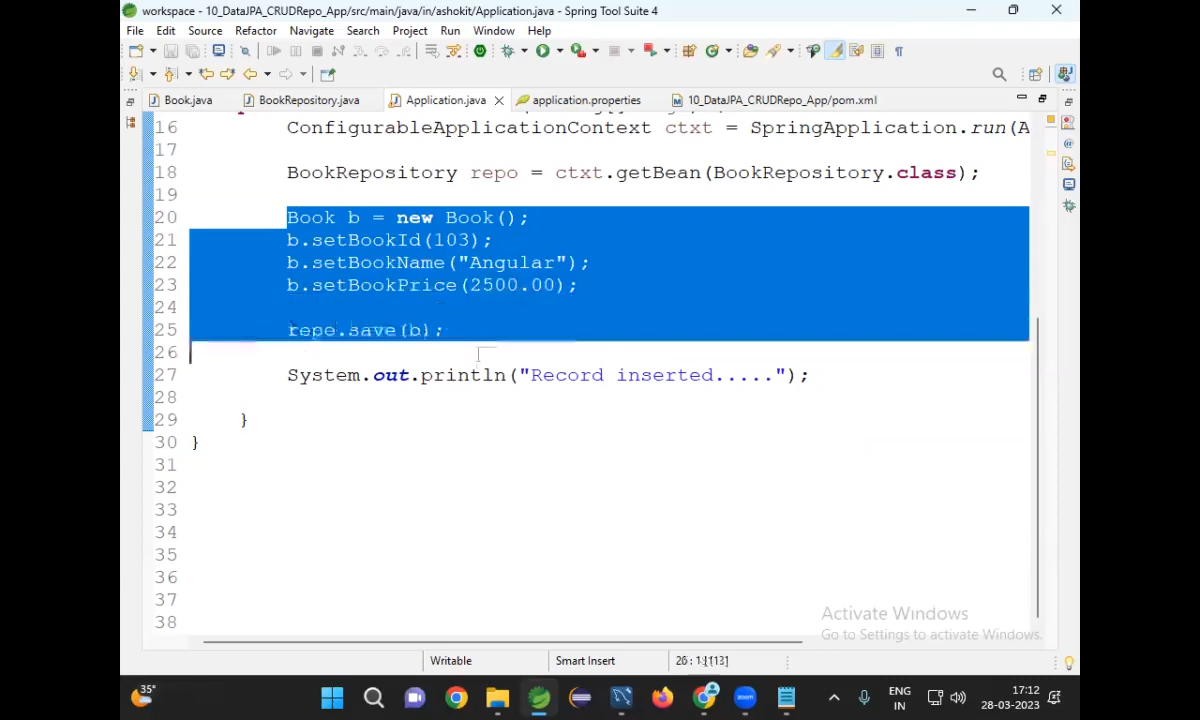 workspace - 10_DataJPA_CRUDRepo_App/src/main/java/in/ashokit/Application.java - Spring Tool Suite 4
File Edit Source Refactor Navigate Search Project Run Window Help
Book.java BookRepository.java Application.java application.properties 10_DataJPA_CRUDRepo_App/pom.xml
16 ConfigurableApplicationContext ctxt = SpringApplication.run(A
17
18 BookRepository repo = ctxt.getBean(BookRepository.class);
19
20 Book b = new Book();
21 b.setBookId(103);
22 b.setBookName("Angular");
23 b.setBookPrice(2500.00);
24
25 repo.save(b);
26
27 System.out.println("Record inserted.....");
28
29 }
30 }
31
32
33
34
35
36
37
38
Activate Windows
Go to Settings to activate Windows.
Writable Smart Insert
35° zoom ENG IN 17:12 28-03-2023